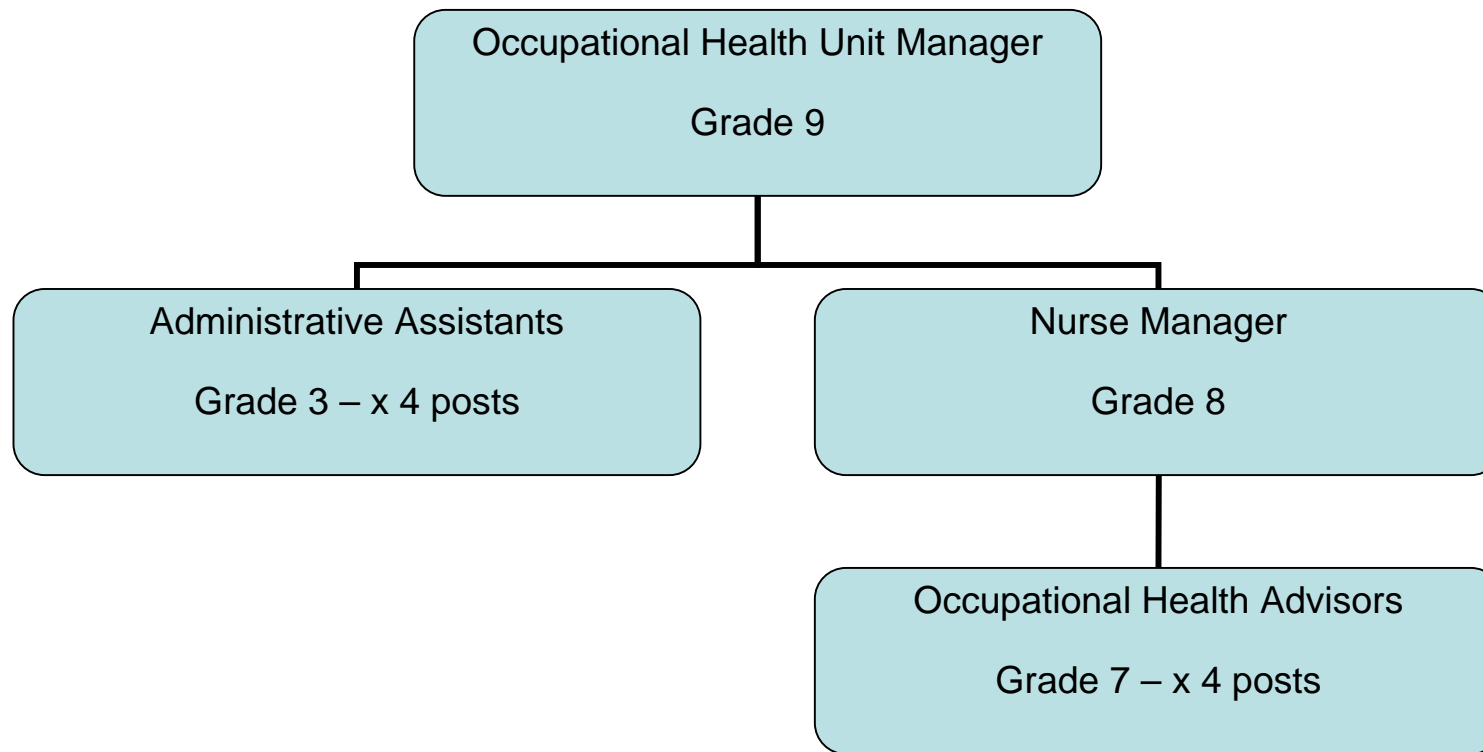 Occupational Health Unit Manager
Grade 9
Administrative Assistants
Grade 3 – x 4 posts
Nurse Manager
Grade 8
Occupational Health Advisors
Grade 7 – x 4 posts